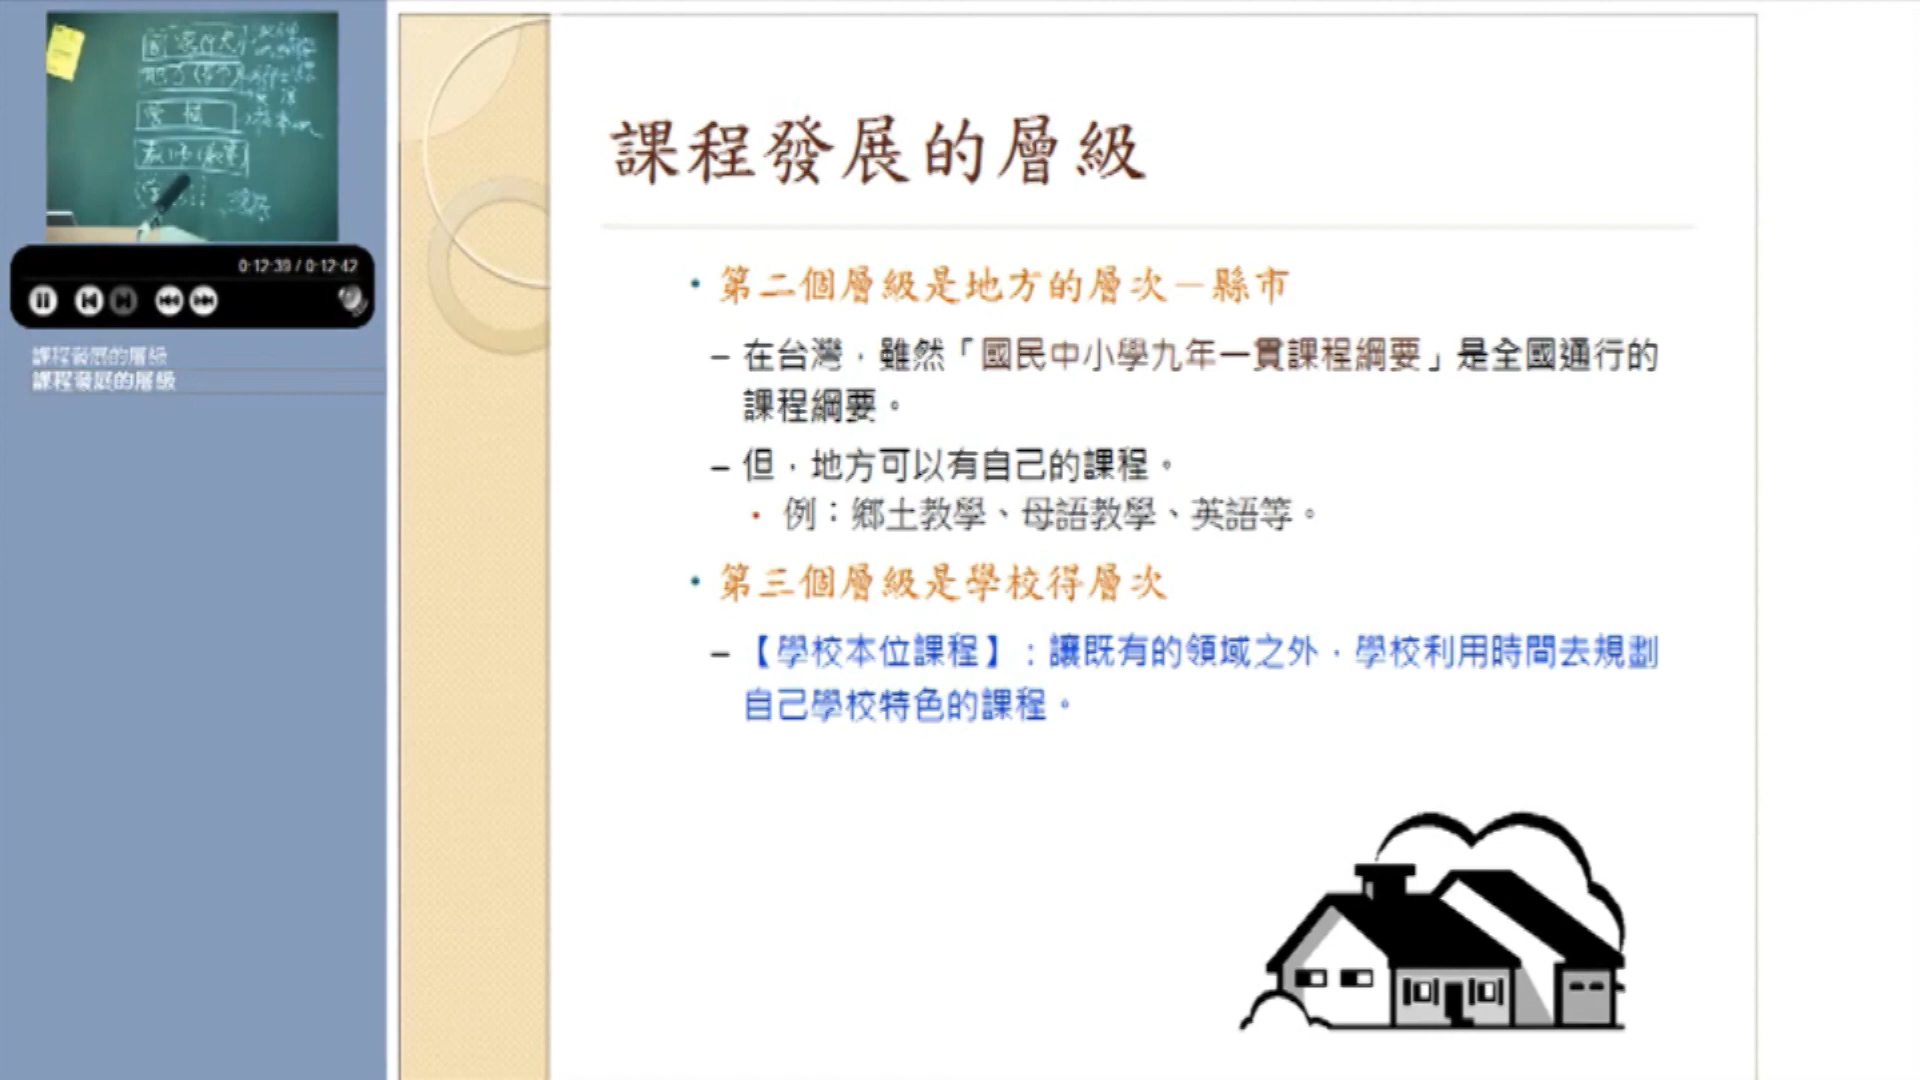 0:12:39 / 0:12:42
課程發展的層級
課程發展的層級
課程發展的層級
• 第二個層級是地方的層次－縣市
– 在台灣，雖然「國民中小學九年一貫課程綱要」是全國通行的
課程綱要。
– 但，地方可以有自己的課程。
• 例：鄉土教學、母語教學、英語等。
• 第三個層級是學校得層次
– 【學校本位課程】：讓既有的領域之外，學校利用時間去規劃
自己學校特色的課程。